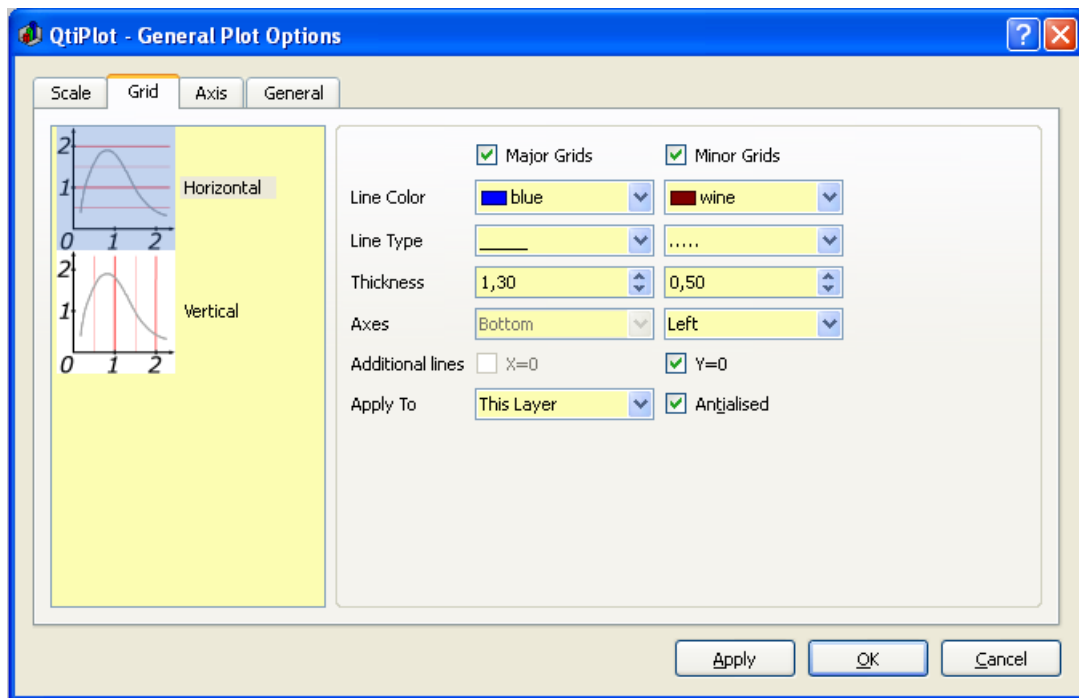 QtiPlot - General Plot Options
Scale Grid Axis General
2
1
0 1 2
Horizontal
2
1
0 1 2
Vertical
Major Grids Minor Grids
Line Color blue wine
Line Type _____ .....
Thickness 1,30 0,50
Axes Bottom Left
Additional lines X=0 Y=0
Apply To This Layer Antialised
Apply OK Cancel